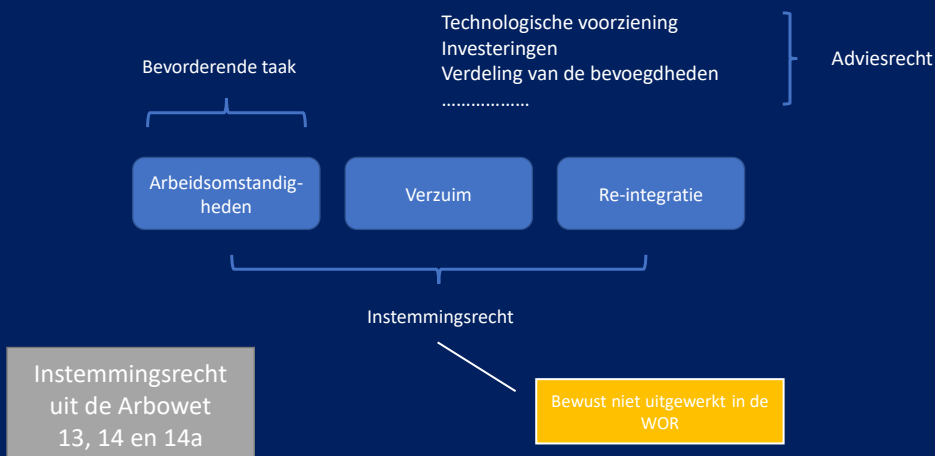 Technologische voorziening
Investeringen
Verdeling van de bevoegdheden
………………
Adviesrecht
Bevorderende taak
Arbeidsomstandig-
heden
Verzuim
Re-integratie
Instemmingsrecht
Instemmingsrecht
uit de Arbowet
13, 14 en 14a
Bewust niet uitgewerkt in de
WOR